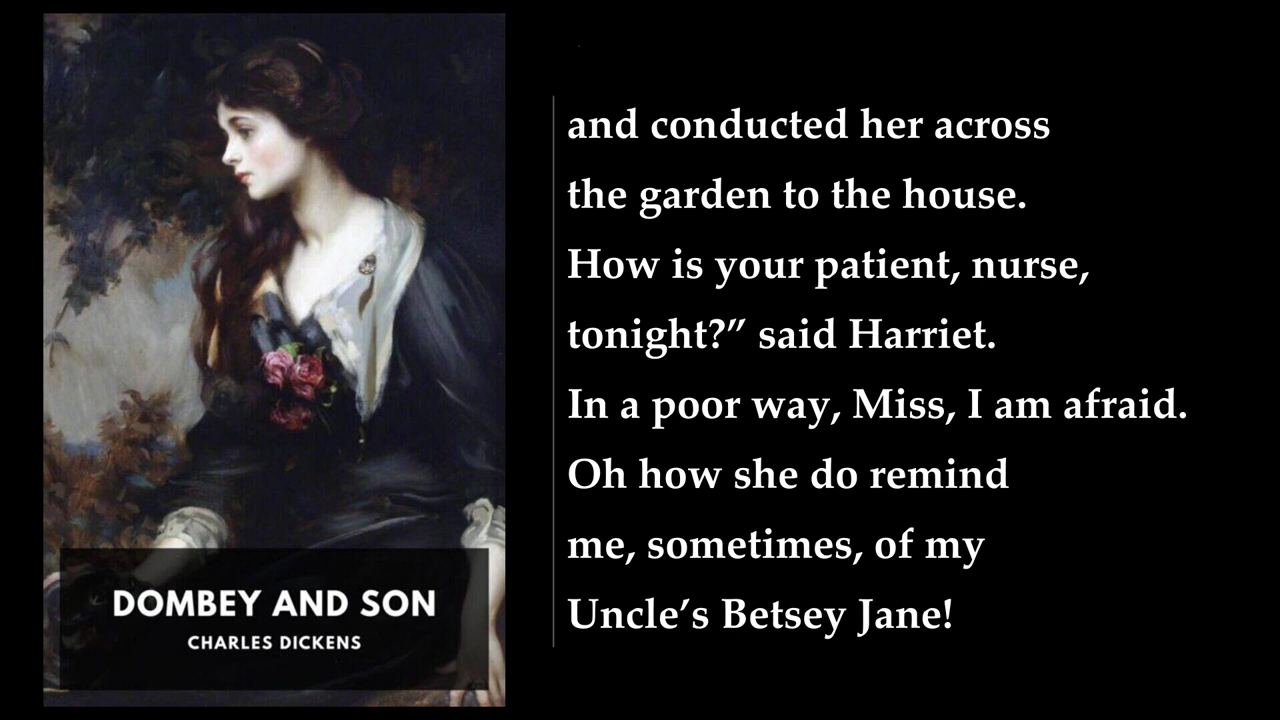 DOMBEY AND SON
CHARLES DICKENS
and conducted her across
the garden to the house.
How is your patient, nurse,
tonight?” said Harriet.
In a poor way, Miss, I am afraid.
Oh how she do remind
me, sometimes, of my
Uncle’s Betsey Jane!